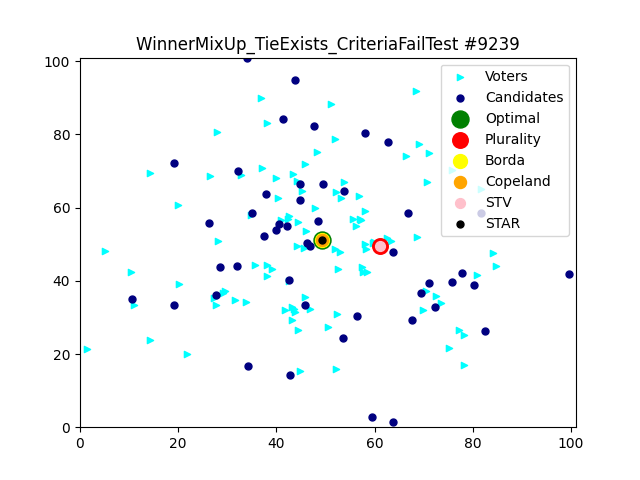 WinnerMixUp_TieExists_CriteriaFailTest #9239
100
80
60
40
20
0
0
20
40
60
80
100
Voters
Candidates
Optimal
Plurality
Borda
Copeland
STV
STAR